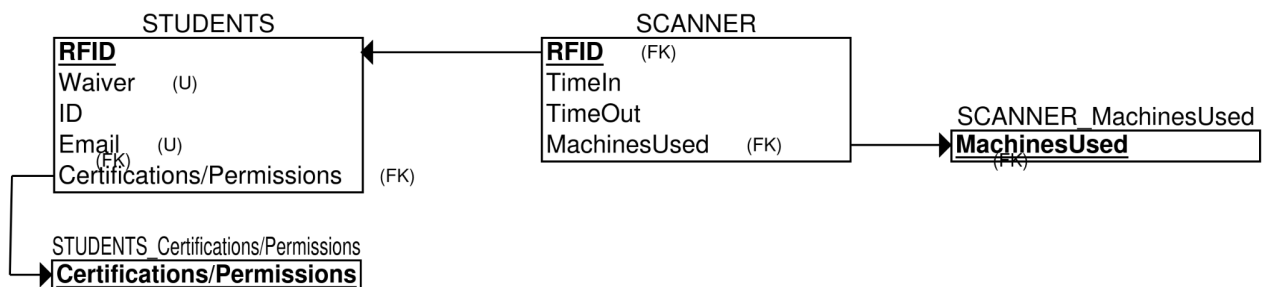 STUDENTS
RFID
Waiver (U)
ID
Email (U)
(FK)
Certifications/Permissions (FK)
SCANNER
RFID (FK)
TimeIn
TimeOut
MachinesUsed (FK)
SCANNER_MachinesUsed
MachinesUsed
(FK)
STUDENTS_Certifications/Permissions
Certifications/Permissions